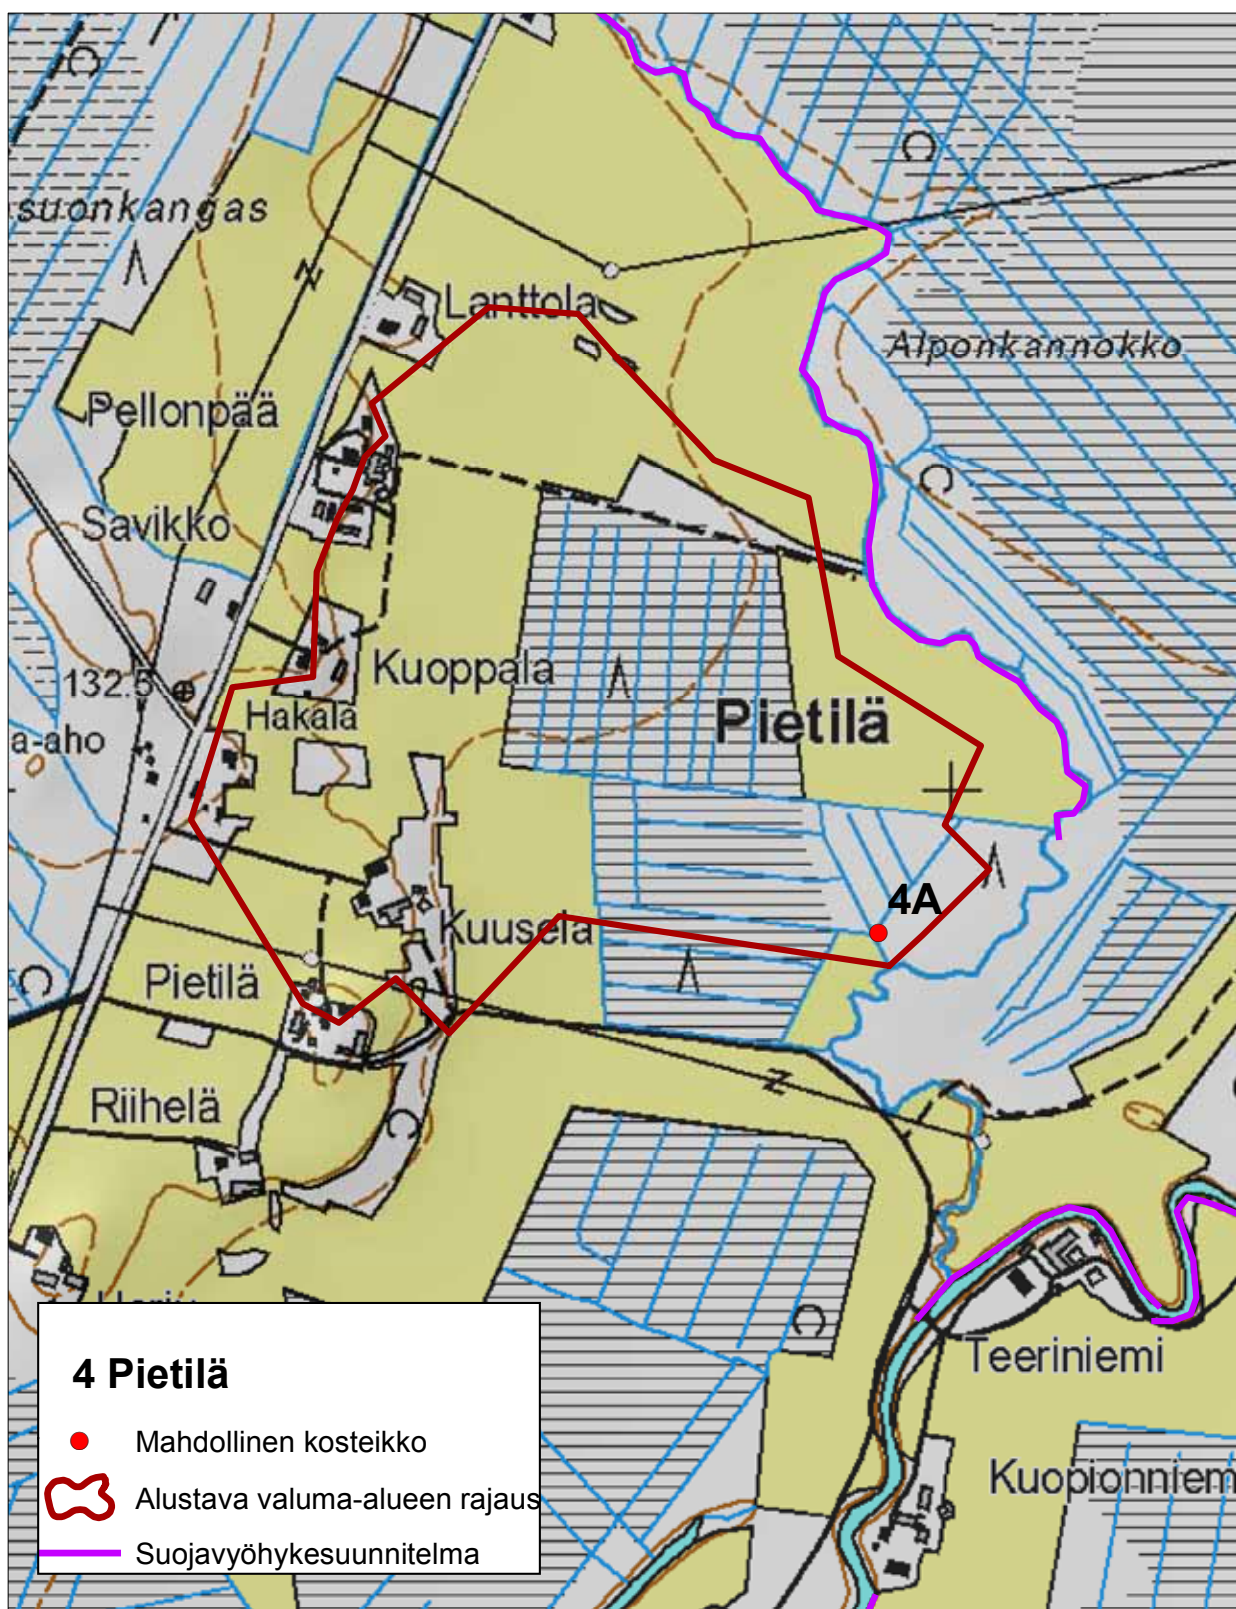 suonkangas
Lanttola
Alponkannokko
Pellonpää
Savikko
Kuoppala
132.5
Hakala
Pietilä
a-aho
4A
Kuusela
Pietilä
Riihelä
Teeriniemi
Kuopionniem
4 Pietilä
Mahdollinen kosteikko
Alustava valuma-alueen rajaus
Suojavyöhykesuunnitelma